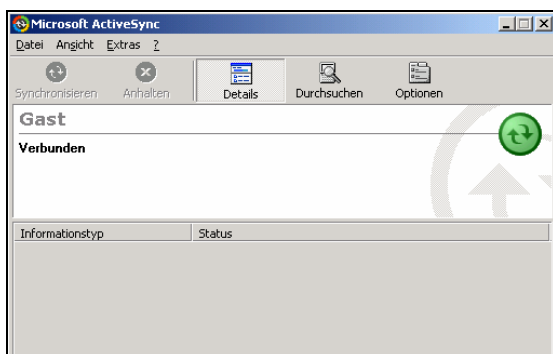 Microsoft ActiveSync
Datei Ansicht Extras ?
Synchronisieren Anhalten Details Durchsuchen Optionen
Gast
Verbunden
Informationstyp Status